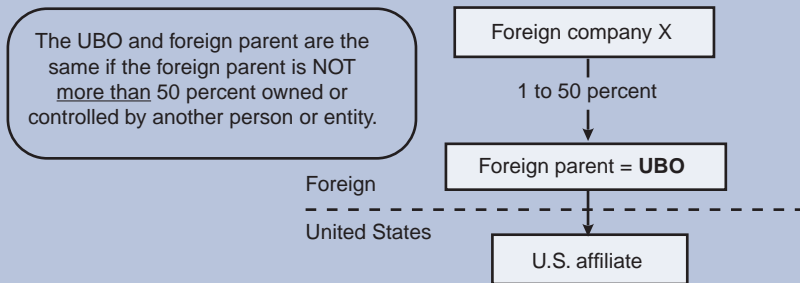 The UBO and foreign parent are the
same if the foreign parent is NOT
more than 50 percent owned or
controlled by another person or entity.
Foreign company X
1 to 50 percent
Foreign parent = UBO
Foreign
United States
U.S. affiliate